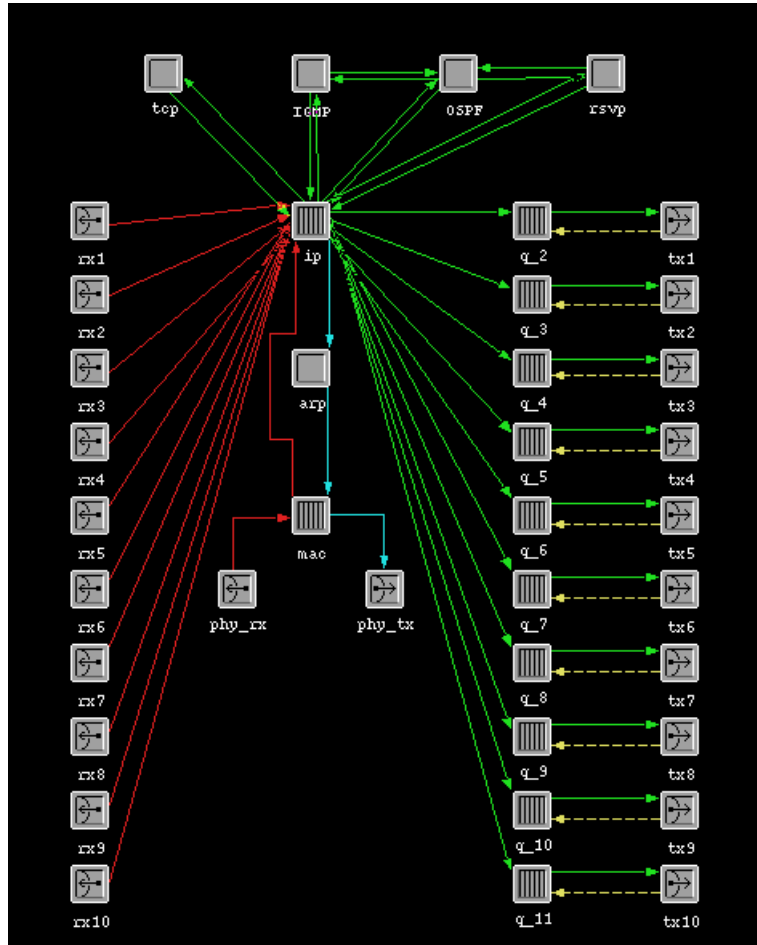 tcp IGMP OSPF rsvp
rx1 ip q_2 tx1
rx2 q_3 tx2
rx3 arp q_4 tx3
rx4 q_5 tx4
rx5 mac q_6 tx5
rx6 phy_rx phy_tx q_7 tx6
rx7 q_8 tx7
rx8 q_9 tx8
rx9 q_10 tx9
rx10 q_11 tx10